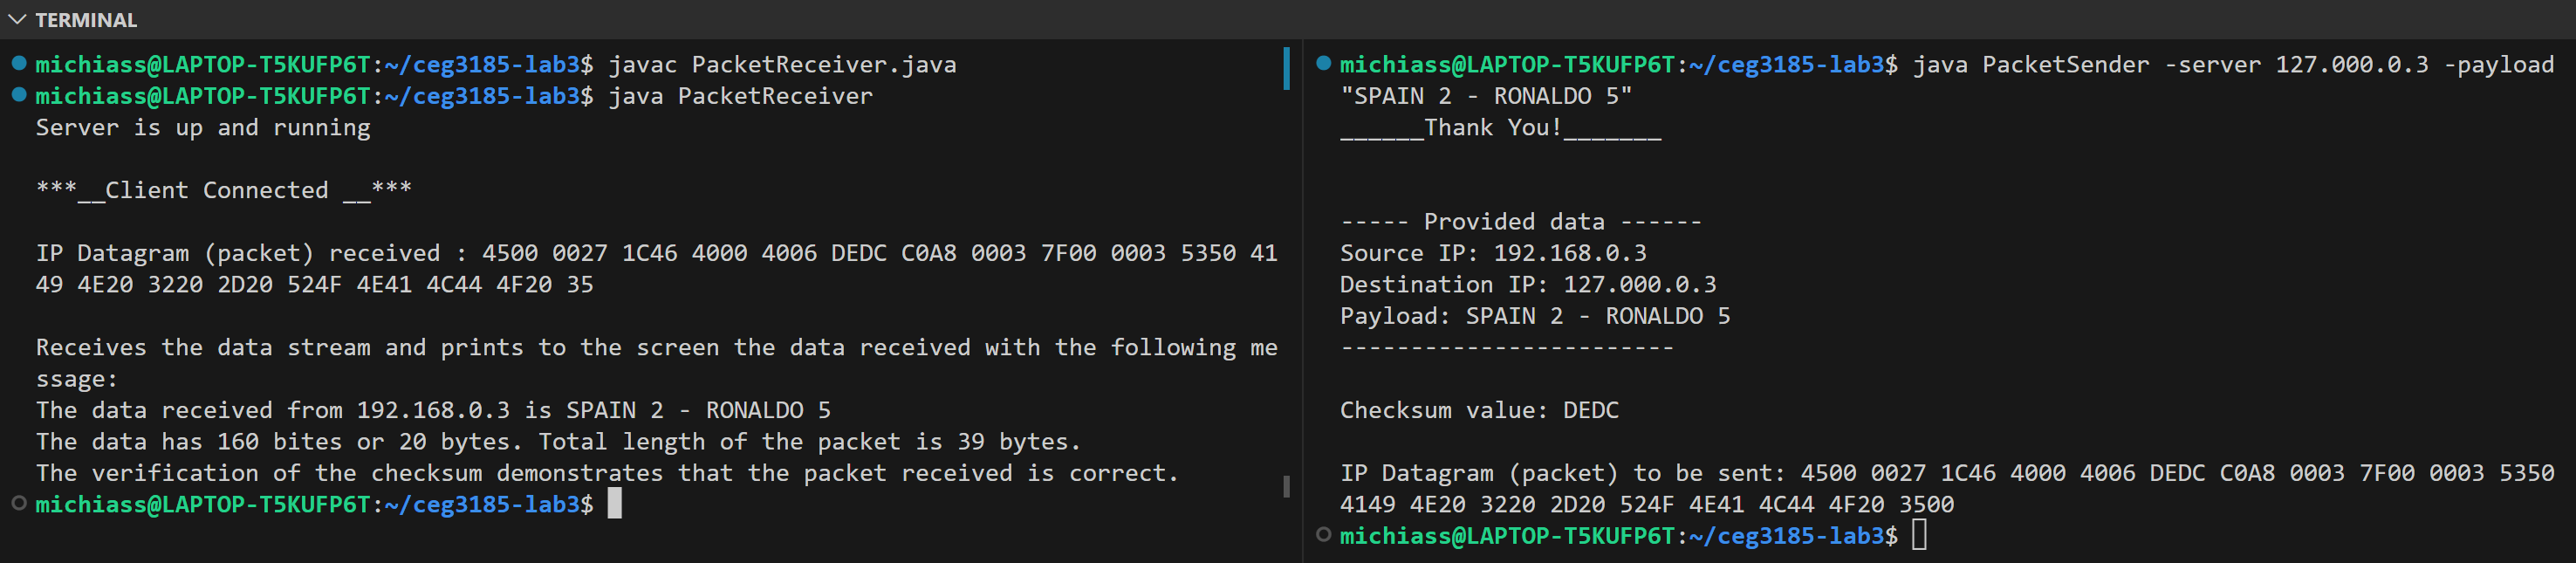 TERMINAL
michiass@LAPTOP-T5KUFP6T:~/ceg3185-lab3$ javac PacketReceiver.java
michiass@LAPTOP-T5KUFP6T:~/ceg3185-lab3$ java PacketReceiver
Server is up and running
***__Client Connected __***
IP Datagram (packet) received : 4500 0027 1C46 4000 4006 DEDC C0A8 0003 7F00 0003 5350 41
49 4E20 3220 2D20 524F 4E41 4C44 4F20 35
Receives the data stream and prints to the screen the data received with the following me
ssage:
The data received from 192.168.0.3 is SPAIN 2 - RONALDO 5
The data has 160 bites or 20 bytes. Total length of the packet is 39 bytes.
The verification of the checksum demonstrates that the packet received is correct.
michiass@LAPTOP-T5KUFP6T:~/ceg3185-lab3$
michiass@LAPTOP-T5KUFP6T:~/ceg3185-lab3$ java PacketSender -server 127.000.0.3 -payload
"SPAIN 2 - RONALDO 5"
______Thank You!_______
----- Provided data ------
Source IP: 192.168.0.3
Destination IP: 127.000.0.3
Payload: SPAIN 2 - RONALDO 5
------------------------
Checksum value: DEDC
IP Datagram (packet) to be sent: 4500 0027 1C46 4000 4006 DEDC C0A8 0003 7F00 0003 5350
4149 4E20 3220 2D20 524F 4E41 4C44 4F20 3500
michiass@LAPTOP-T5KUFP6T:~/ceg3185-lab3$